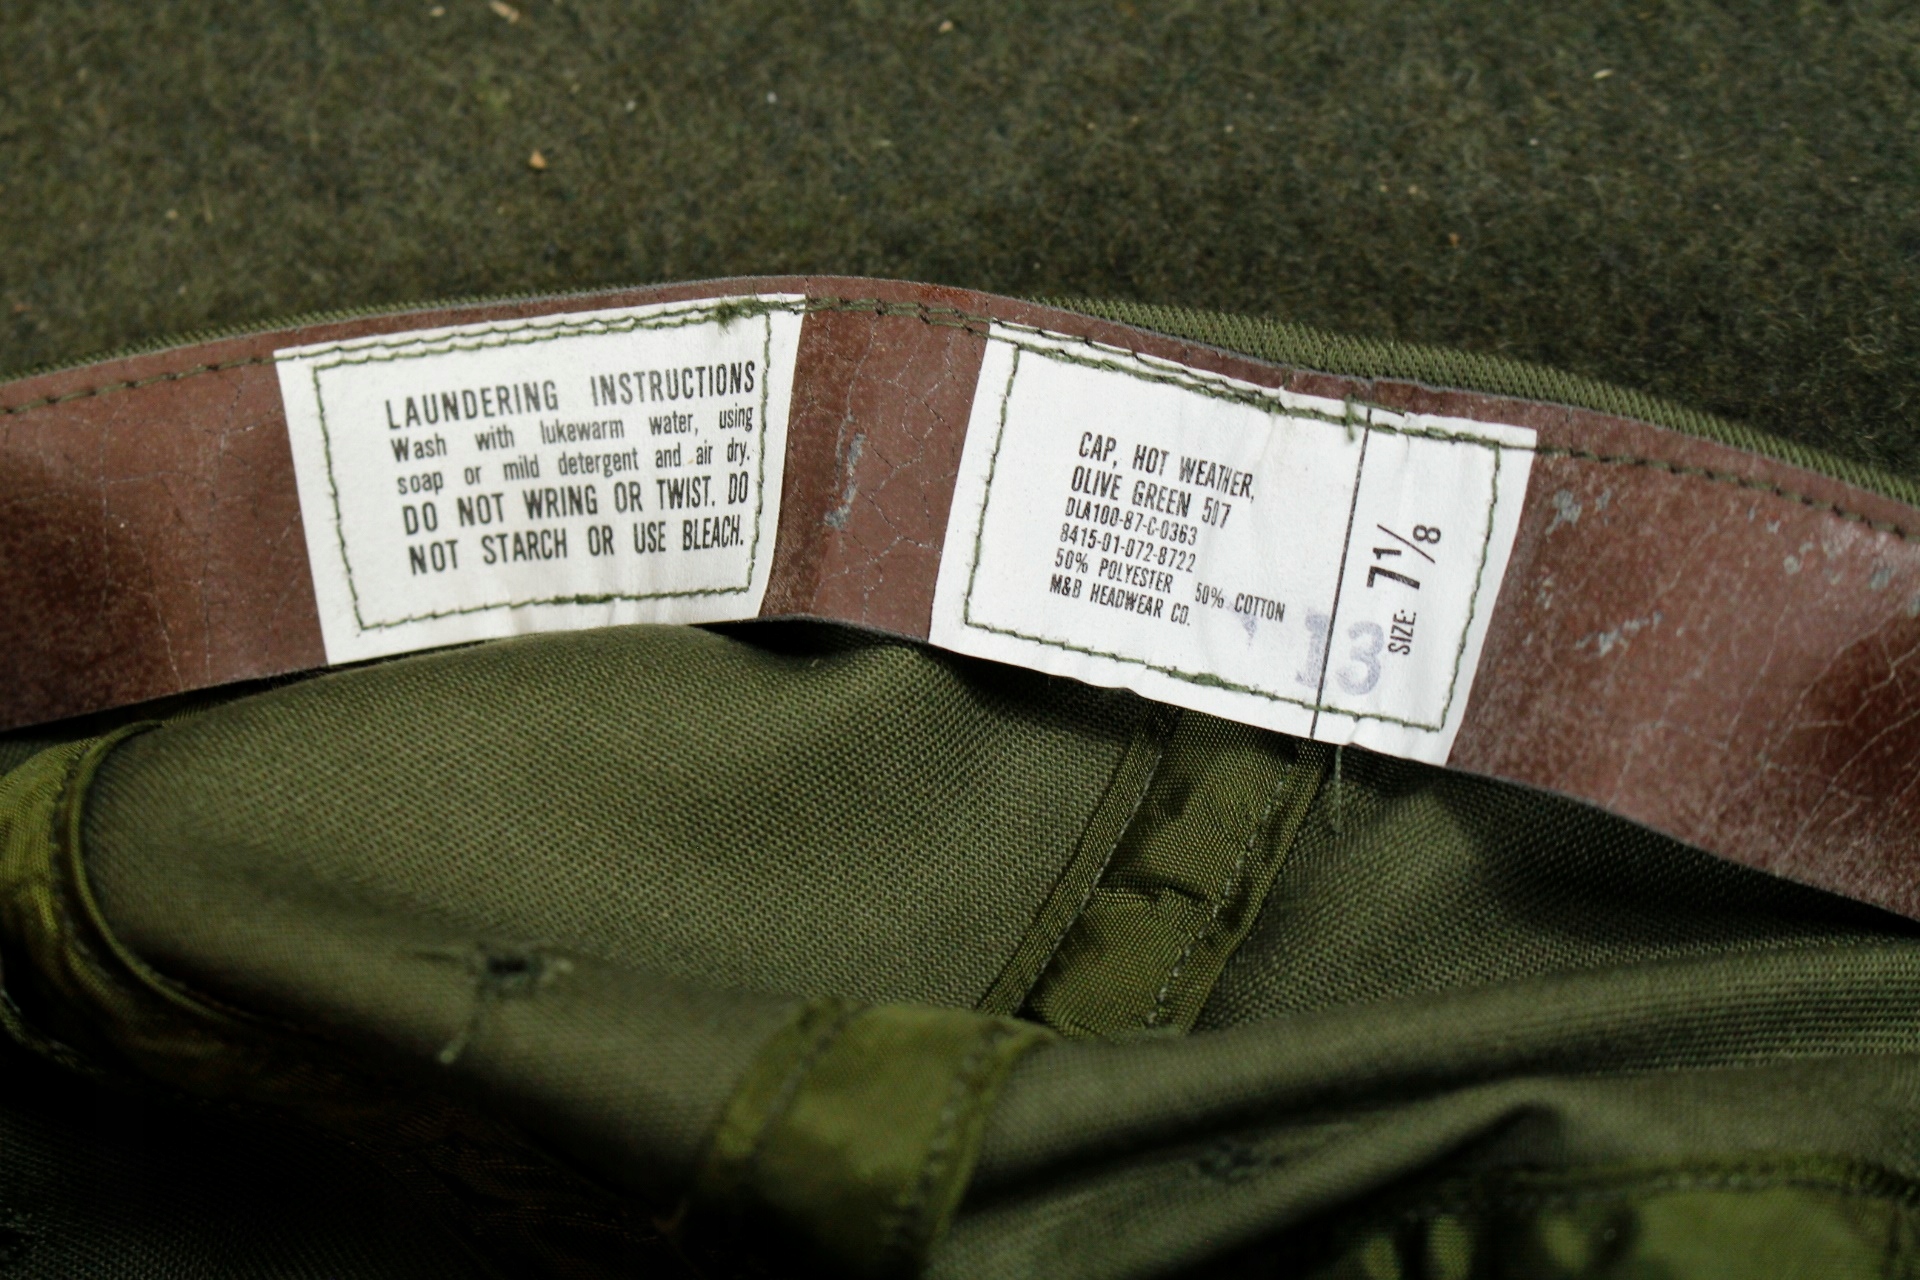 LAUNDERING INSTRUCTIONS
Wash with lukewarm water, using
soap or mild detergent and air dry.
DO NOT WRING OR TWIST. DO
NOT STARCH OR USE BLEACH.
CAP, HOT WEATHER,
OLIVE GREEN 507
DLA100-87-C-0363
8415-01-072-8722
50% POLYESTER 50% COTTON
M&B HEADWEAR CO.
SIZE: 7 1/8
13